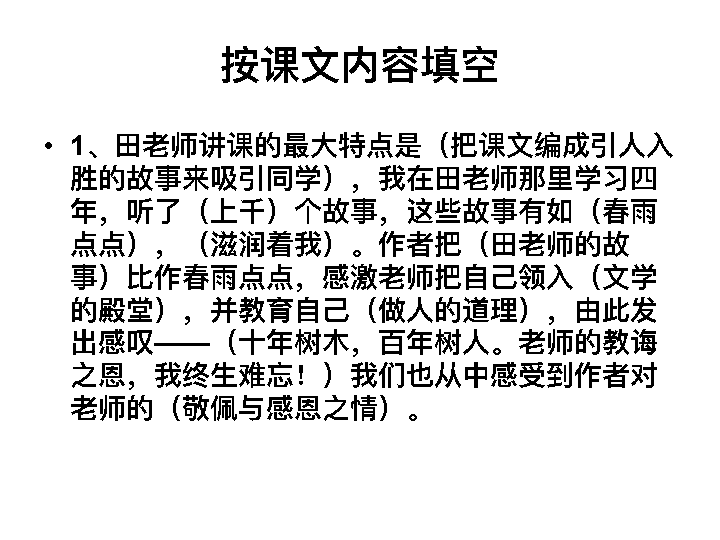 按课文内容填空
• 1、田老师讲课的最大特点是（把课文编成引人入
胜的故事来吸引同学），我在田老师那里学习四
年，听了（上千）个故事，这些故事有如（春雨
点点），（滋润着我）。作者把（田老师的故
事）比作春雨点点，感激老师把自己领入（文学
的殿堂），并教育自己（做人的道理），由此发
出感叹——（十年树木，百年树人。老师的教诲
之恩，我终生难忘！）我们也从中感受到作者对
老师的（敬佩与感恩之情）。